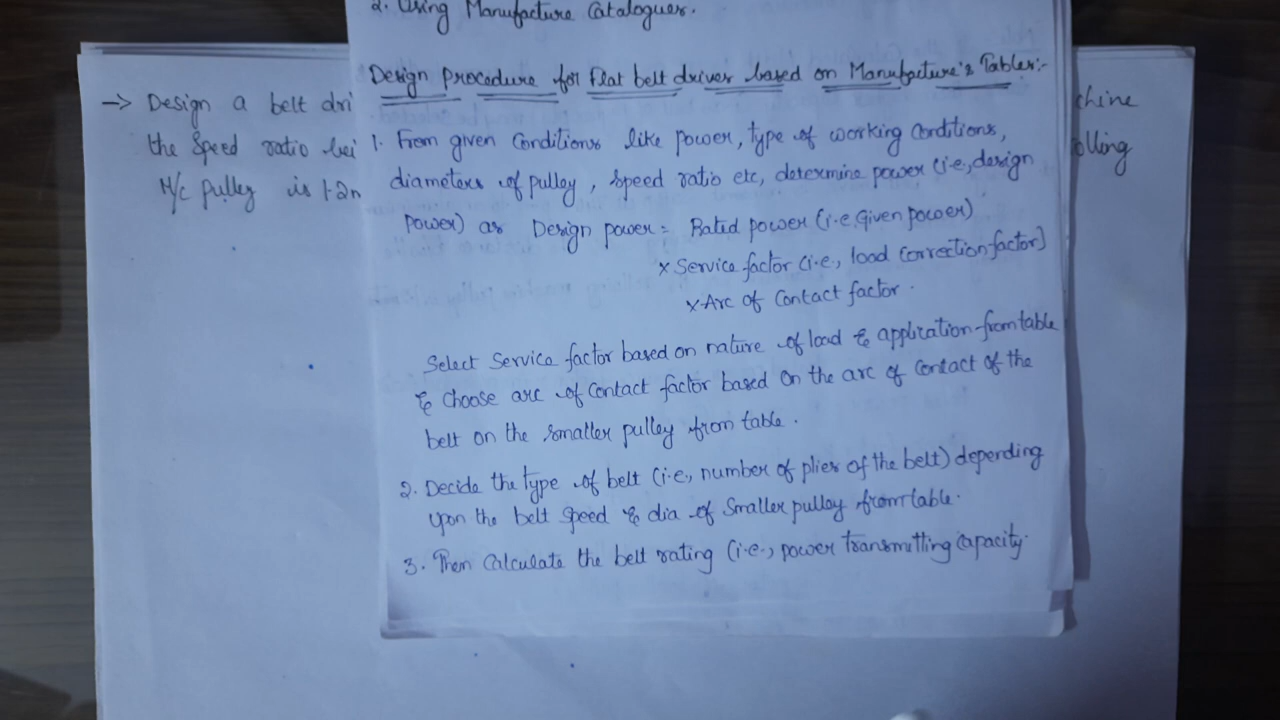 2. Using Manufacture Catalogues.
Design procedure for Flat belt drives based on Manufacture's Tables:-
1. From given Conditions like power, type of working Conditions,
diameters of pulley, speed ratio etc, determine power (i.e., design
power) as Design power = Rated power (i.e Given power)
x Service factor (i.e., load Correction factor)
x Arc of Contact factor.
Select Service factor based on nature of load & application from table
& Choose arc of Contact factor based on the arc of Contact of the
belt on the smaller pulley from table.
2. Decide the type of belt (i.e., number of plies of the belt) depending
upon the belt speed & dia of smaller pulley from table.
3. Then Calculate the belt rating (i.e., power transmitting Capacity.
→ Design a belt dri chine
the Speed ratio bei olling
M/c pulley is 1.2m